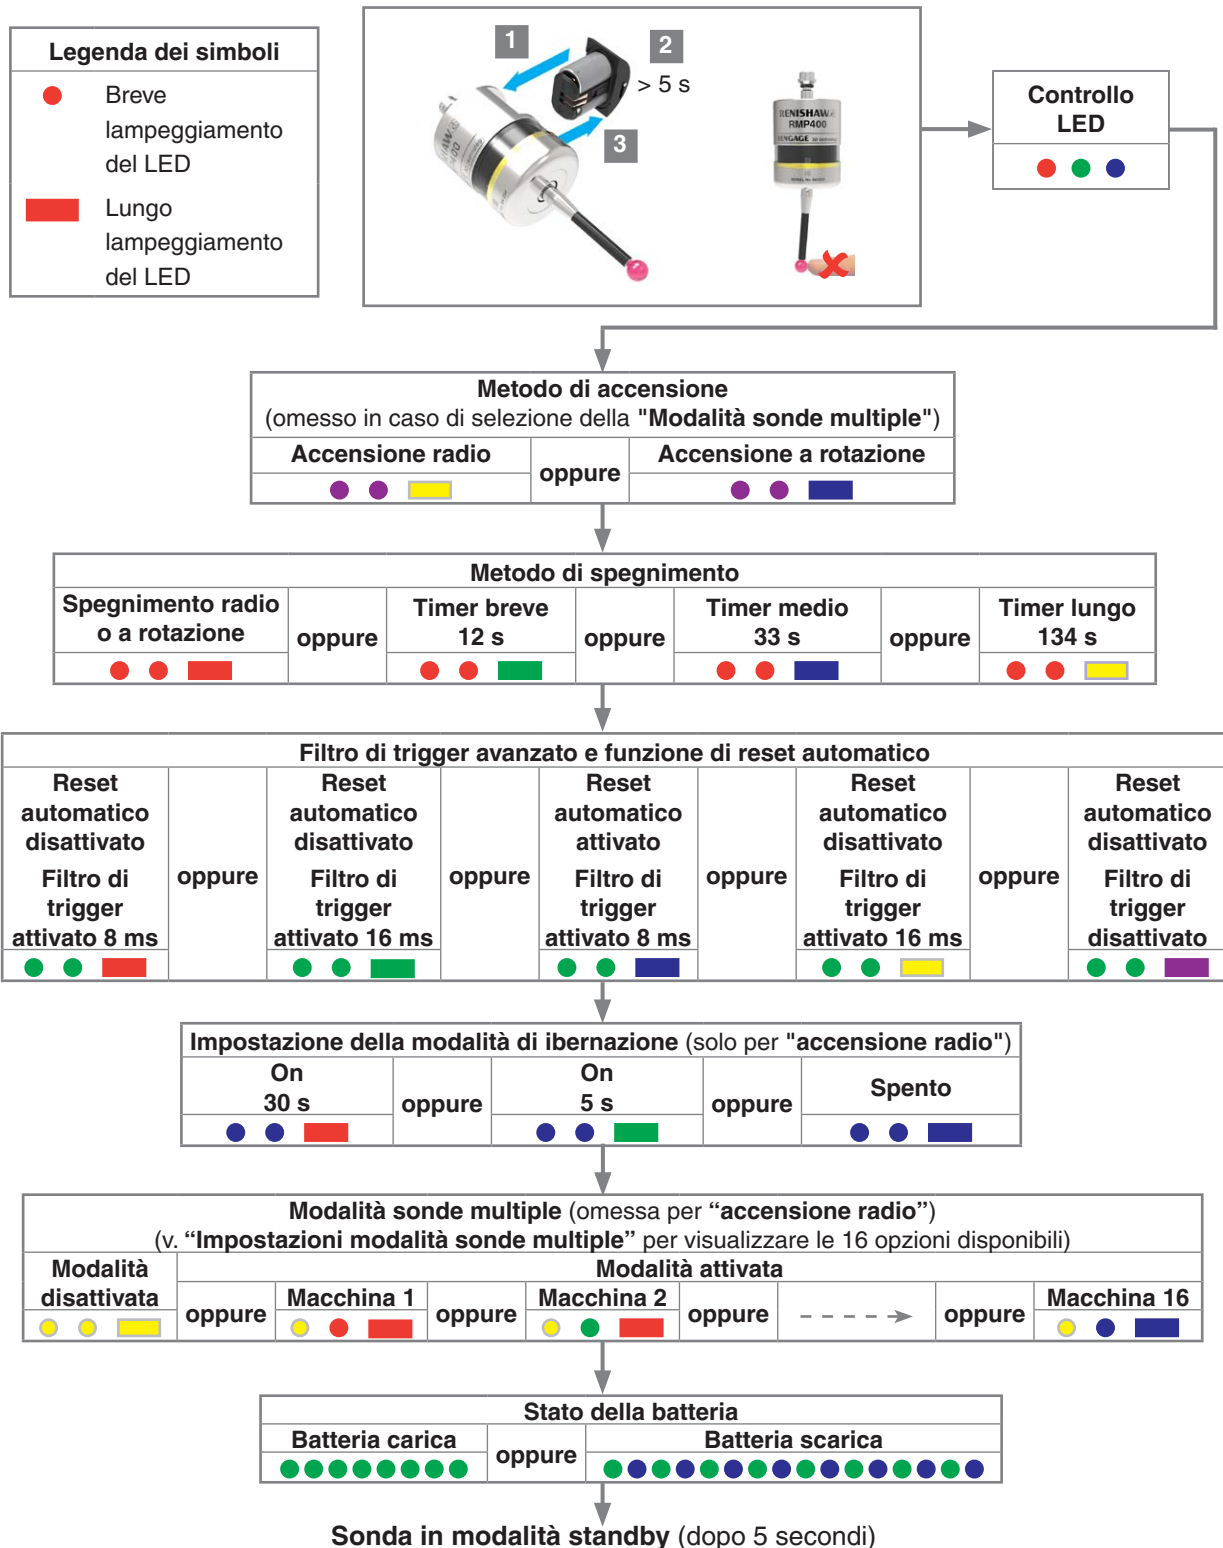 Legenda dei simboli
Breve
lampeggiamento
del LED
Lungo
lampeggiamento
del LED
1
2
> 5 s
3
RENISHAW
RMP400
RENGAGE
Controllo
LED
Metodo di accensione
(omesso in caso di selezione della "Modalità sonde multiple")
Accensione radio
oppure
Accensione a rotazione
Metodo di spegnimento
Spegnimento radio
o a rotazione
oppure
Timer breve
12 s
oppure
Timer medio
33 s
oppure
Timer lungo
134 s
Filtro di trigger avanzato e funzione di reset automatico
Reset
automatico
disattivato
Filtro di
trigger
attivato 8 ms
oppure
Reset
automatico
disattivato
Filtro di
trigger
attivato 16 ms
oppure
Reset
automatico
attivato
Filtro di
trigger
attivato 8 ms
oppure
Reset
automatico
disattivato
Filtro di
trigger
attivato 16 ms
oppure
Reset
automatico
disattivato
Filtro di
trigger
disattivato
Impostazione della modalità di ibernazione (solo per "accensione radio")
On
30 s
oppure
On
5 s
oppure
Spento
Modalità sonde multiple (omessa per “accensione radio”)
(v. “Impostazioni modalità sonde multiple” per visualizzare le 16 opzioni disponibili)
Modalità
disattivata
Modalità attivata
oppure
Macchina 1
oppure
Macchina 2
oppure
oppure
Macchina 16
Stato della batteria
Batteria carica
oppure
Batteria scarica
Sonda in modalità standby (dopo 5 secondi)